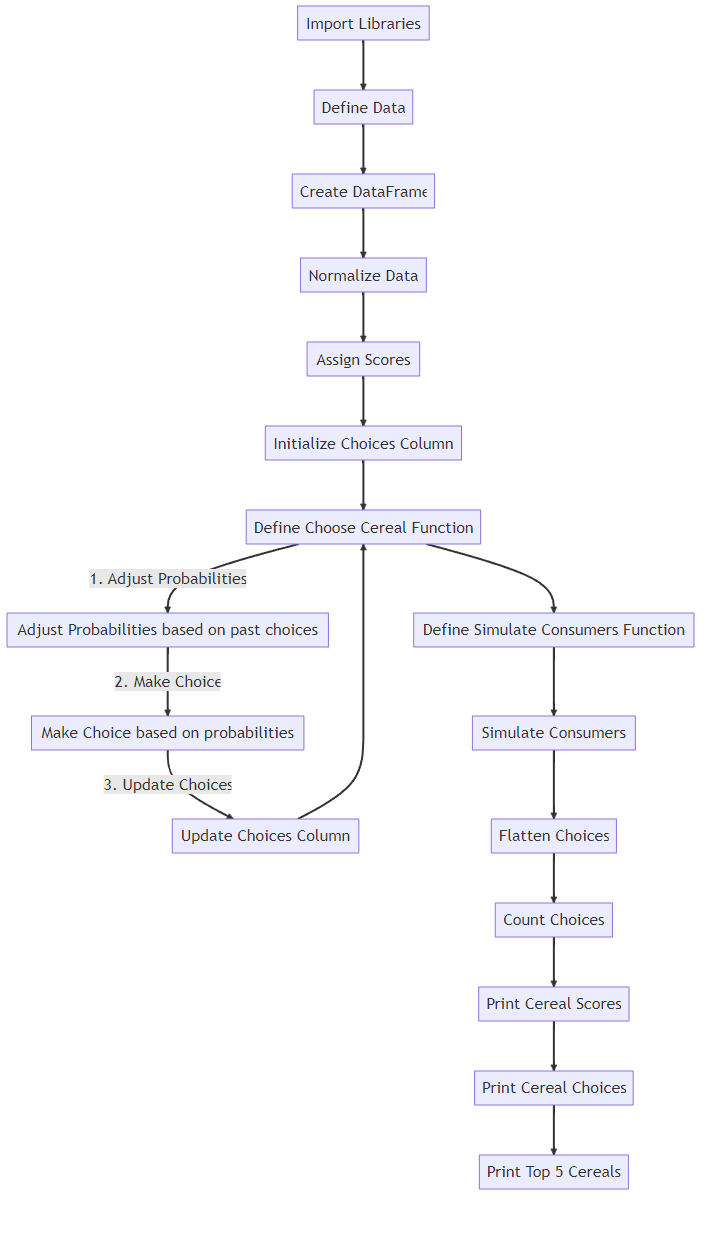 Import Libraries
Define Data
Create DataFrame
Normalize Data
Assign Scores
Initialize Choices Column
Define Choose Cereal Function
1. Adjust Probabilities
Adjust Probabilities based on past choices
Define Simulate Consumers Function
2. Make Choice
Make Choice based on probabilities
Simulate Consumers
3. Update Choices
Update Choices Column
Flatten Choices
Count Choices
Print Cereal Scores
Print Cereal Choices
Print Top 5 Cereals